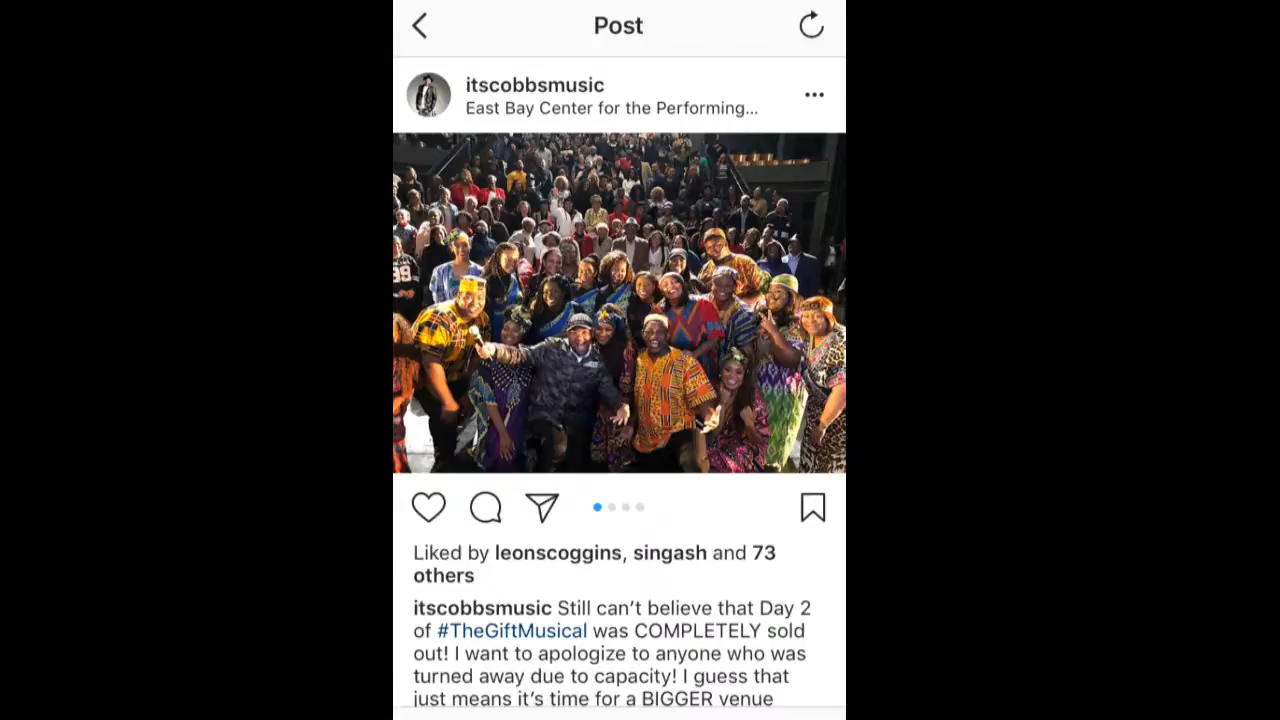 Post
itscobbsmusic
East Bay Center for the Performing...
99
Liked by leonscoggins, singash and 73
others
itscobbsmusic Still can't believe that Day 2
of #TheGiftMusical was COMPLETELY sold
out! I want to apologize to anyone who was
turned away due to capacity! I guess that
just means it's time for a BIGGER venue